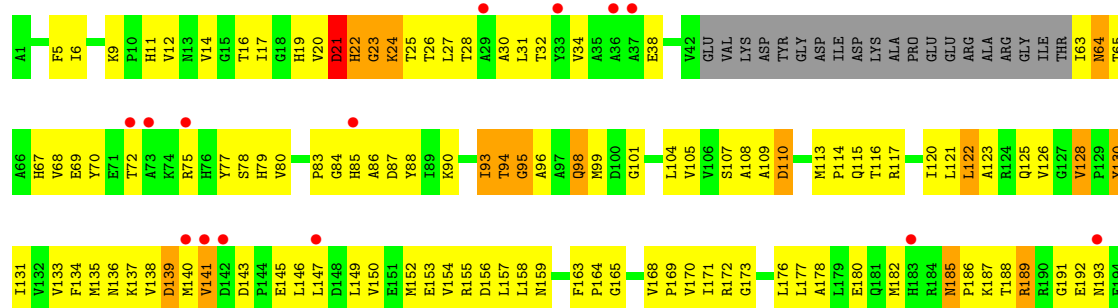 A1 F5 I6 K9 P10 H11 V12 N13 V14 G15 T16 I17 G18 H19 V20 D21 H22 G23 K24 T25 T26 L27 T28 A29 A30 L31 T32 Y33 V34 A35 A36 A37 E38 V42 GLU VAL LYS ASP TYR GLY ASP ILE ASP LYS ALA PRO GLU GLU ARG ALA ARG GLY ILE THR I63 N64 T65
A66 H67 V68 E69 Y70 E71 T72 A73 K74 R75 H76 Y77 S78 H79 V80 P83 G84 H85 A86 D87 Y88 I89 K90 I93 T94 G95 A96 A97 Q98 M99 D100 G101 L104 V105 V106 S107 A108 A109 D110 M113 P114 Q115 T116 R117 I120 L121 L122 A123 R124 Q125 V126 G127 V128 P129 Y130
I131 V132 V133 F134 M135 N136 K137 V138 D139 M140 V141 D142 D143 P144 E145 L146 L147 D148 L149 V150 E151 M152 E153 V154 R155 D156 L157 L158 N159 F163 P164 G165 V168 P169 V170 I171 R172 G173 L176 L177 A178 L179 E180 Q181 M182 H183 R184 N185 P186 K187 T188 R189 R190 G191 E192 N193